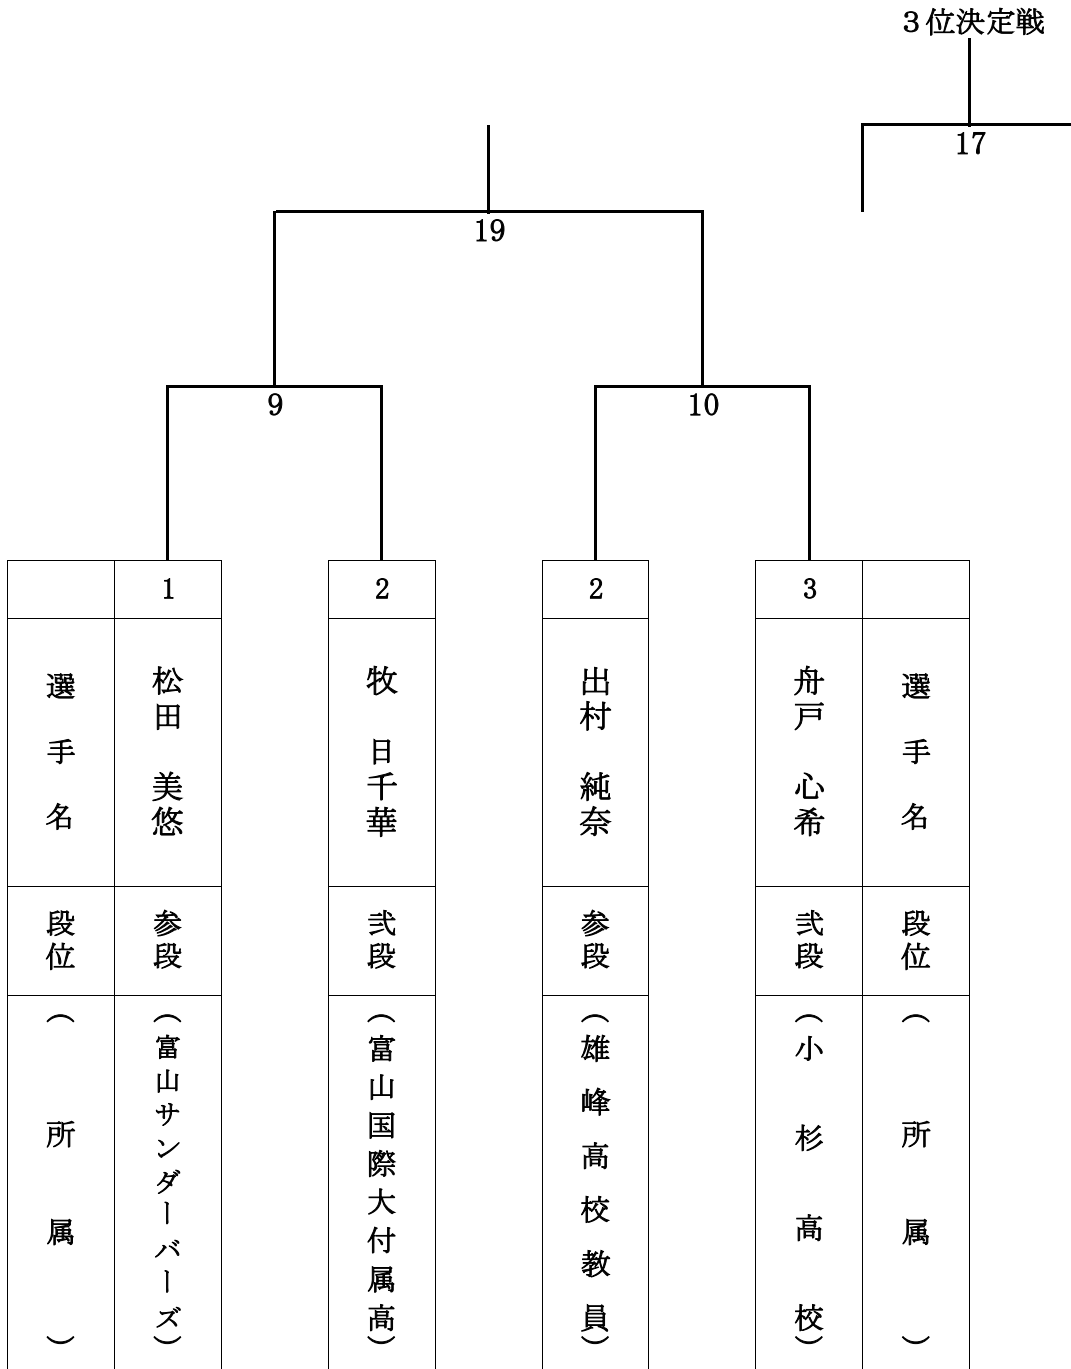 ３位決定戦
17
19
9
10
1
2
2
3
選手名
松田 美悠
牧 日千華
出村 純奈
舟戸 心希
選手名
段位
参段
弐段
参段
弐段
段位
（所属）
（富山サンダーバーズ）
（富山国際大付属高）
（雄峰高校教員）
（小杉高校）
（所属）